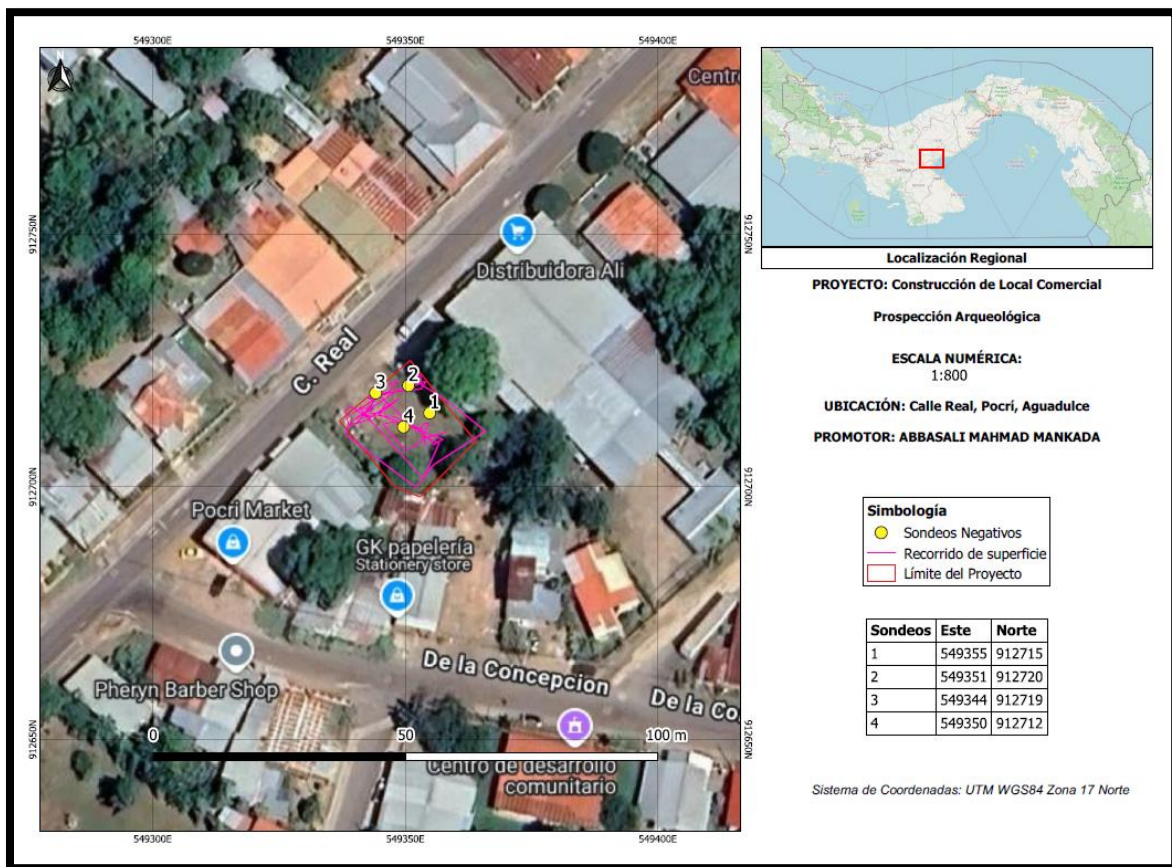 549300E
549350E
549400E
N
Centro
912750N
912750N
Distribuidora Ali
C. Real
3
2
1
4
912700N
912700N
Pocrí Market
GK papelería
Stationery store
De la Concepcion
De la Co
Pheryn Barber Shop
912650N
912650N
0
50
100 m
Centro de desarrollo
comunitario
549300E
549350E
549400E
Localización Regional
PROYECTO: Construcción de Local Comercial
Prospección Arqueológica
ESCALA NUMÉRICA:
1:800
UBICACIÓN: Calle Real, Pocrí, Aguadulce
PROMOTOR: ABBASALI MAHMAD MANKADA
Simbología
Sondeos Negativos
Recorrido de superficie
Límite del Proyecto
Sondeos Este Norte
1 549355 912715
2 549351 912720
3 549344 912719
4 549350 912712
Sistema de Coordenadas: UTM WGS84 Zona 17 Norte